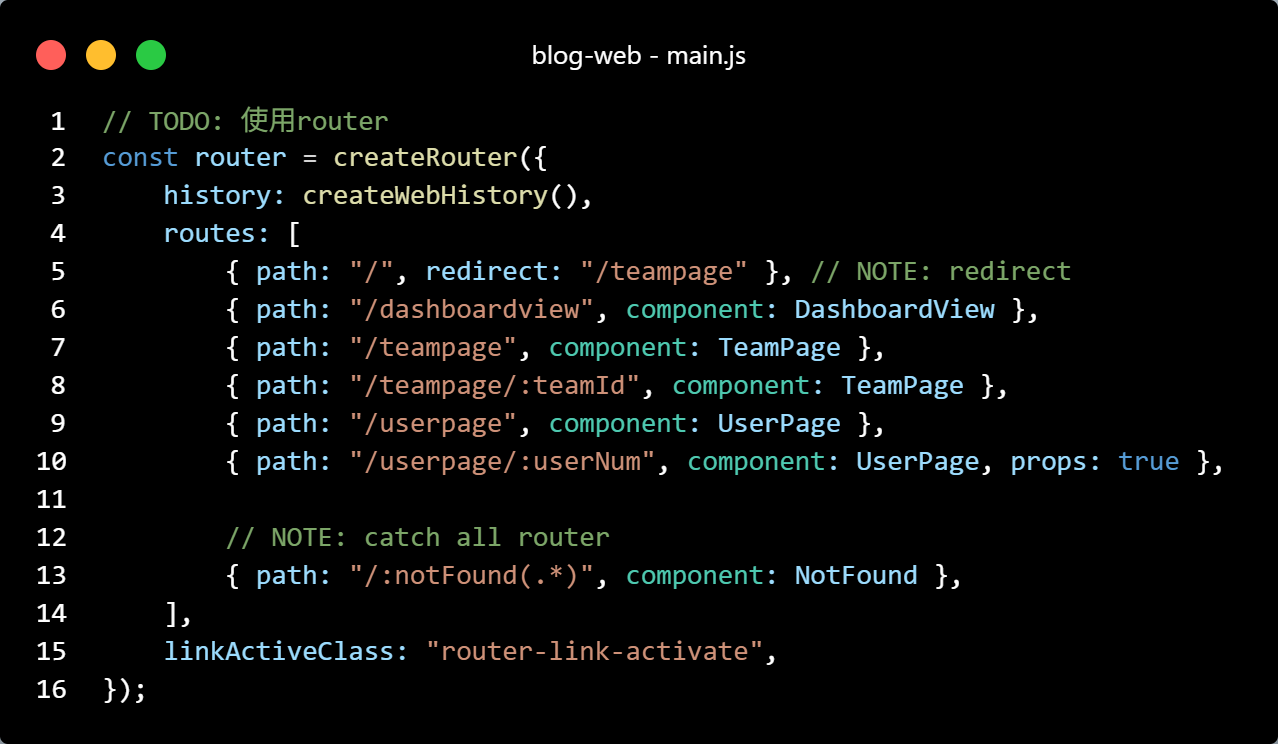 blog-web - main.js
1 // TODO: 使用router
2 const router = createRouter({
3     history: createWebHistory(),
4     routes: [
5         { path: "/", redirect: "/teampage" }, // NOTE: redirect
6         { path: "/dashboardview", component: DashboardView },
7         { path: "/teampage", component: TeamPage },
8         { path: "/teampage/:teamId", component: TeamPage },
9         { path: "/userpage", component: UserPage },
10         { path: "/userpage/:userNum", component: UserPage, props: true },
11
12         // NOTE: catch all router
13         { path: "/:notFound(.*)", component: NotFound },
14     ],
15     linkActiveClass: "router-link-activate",
16 });